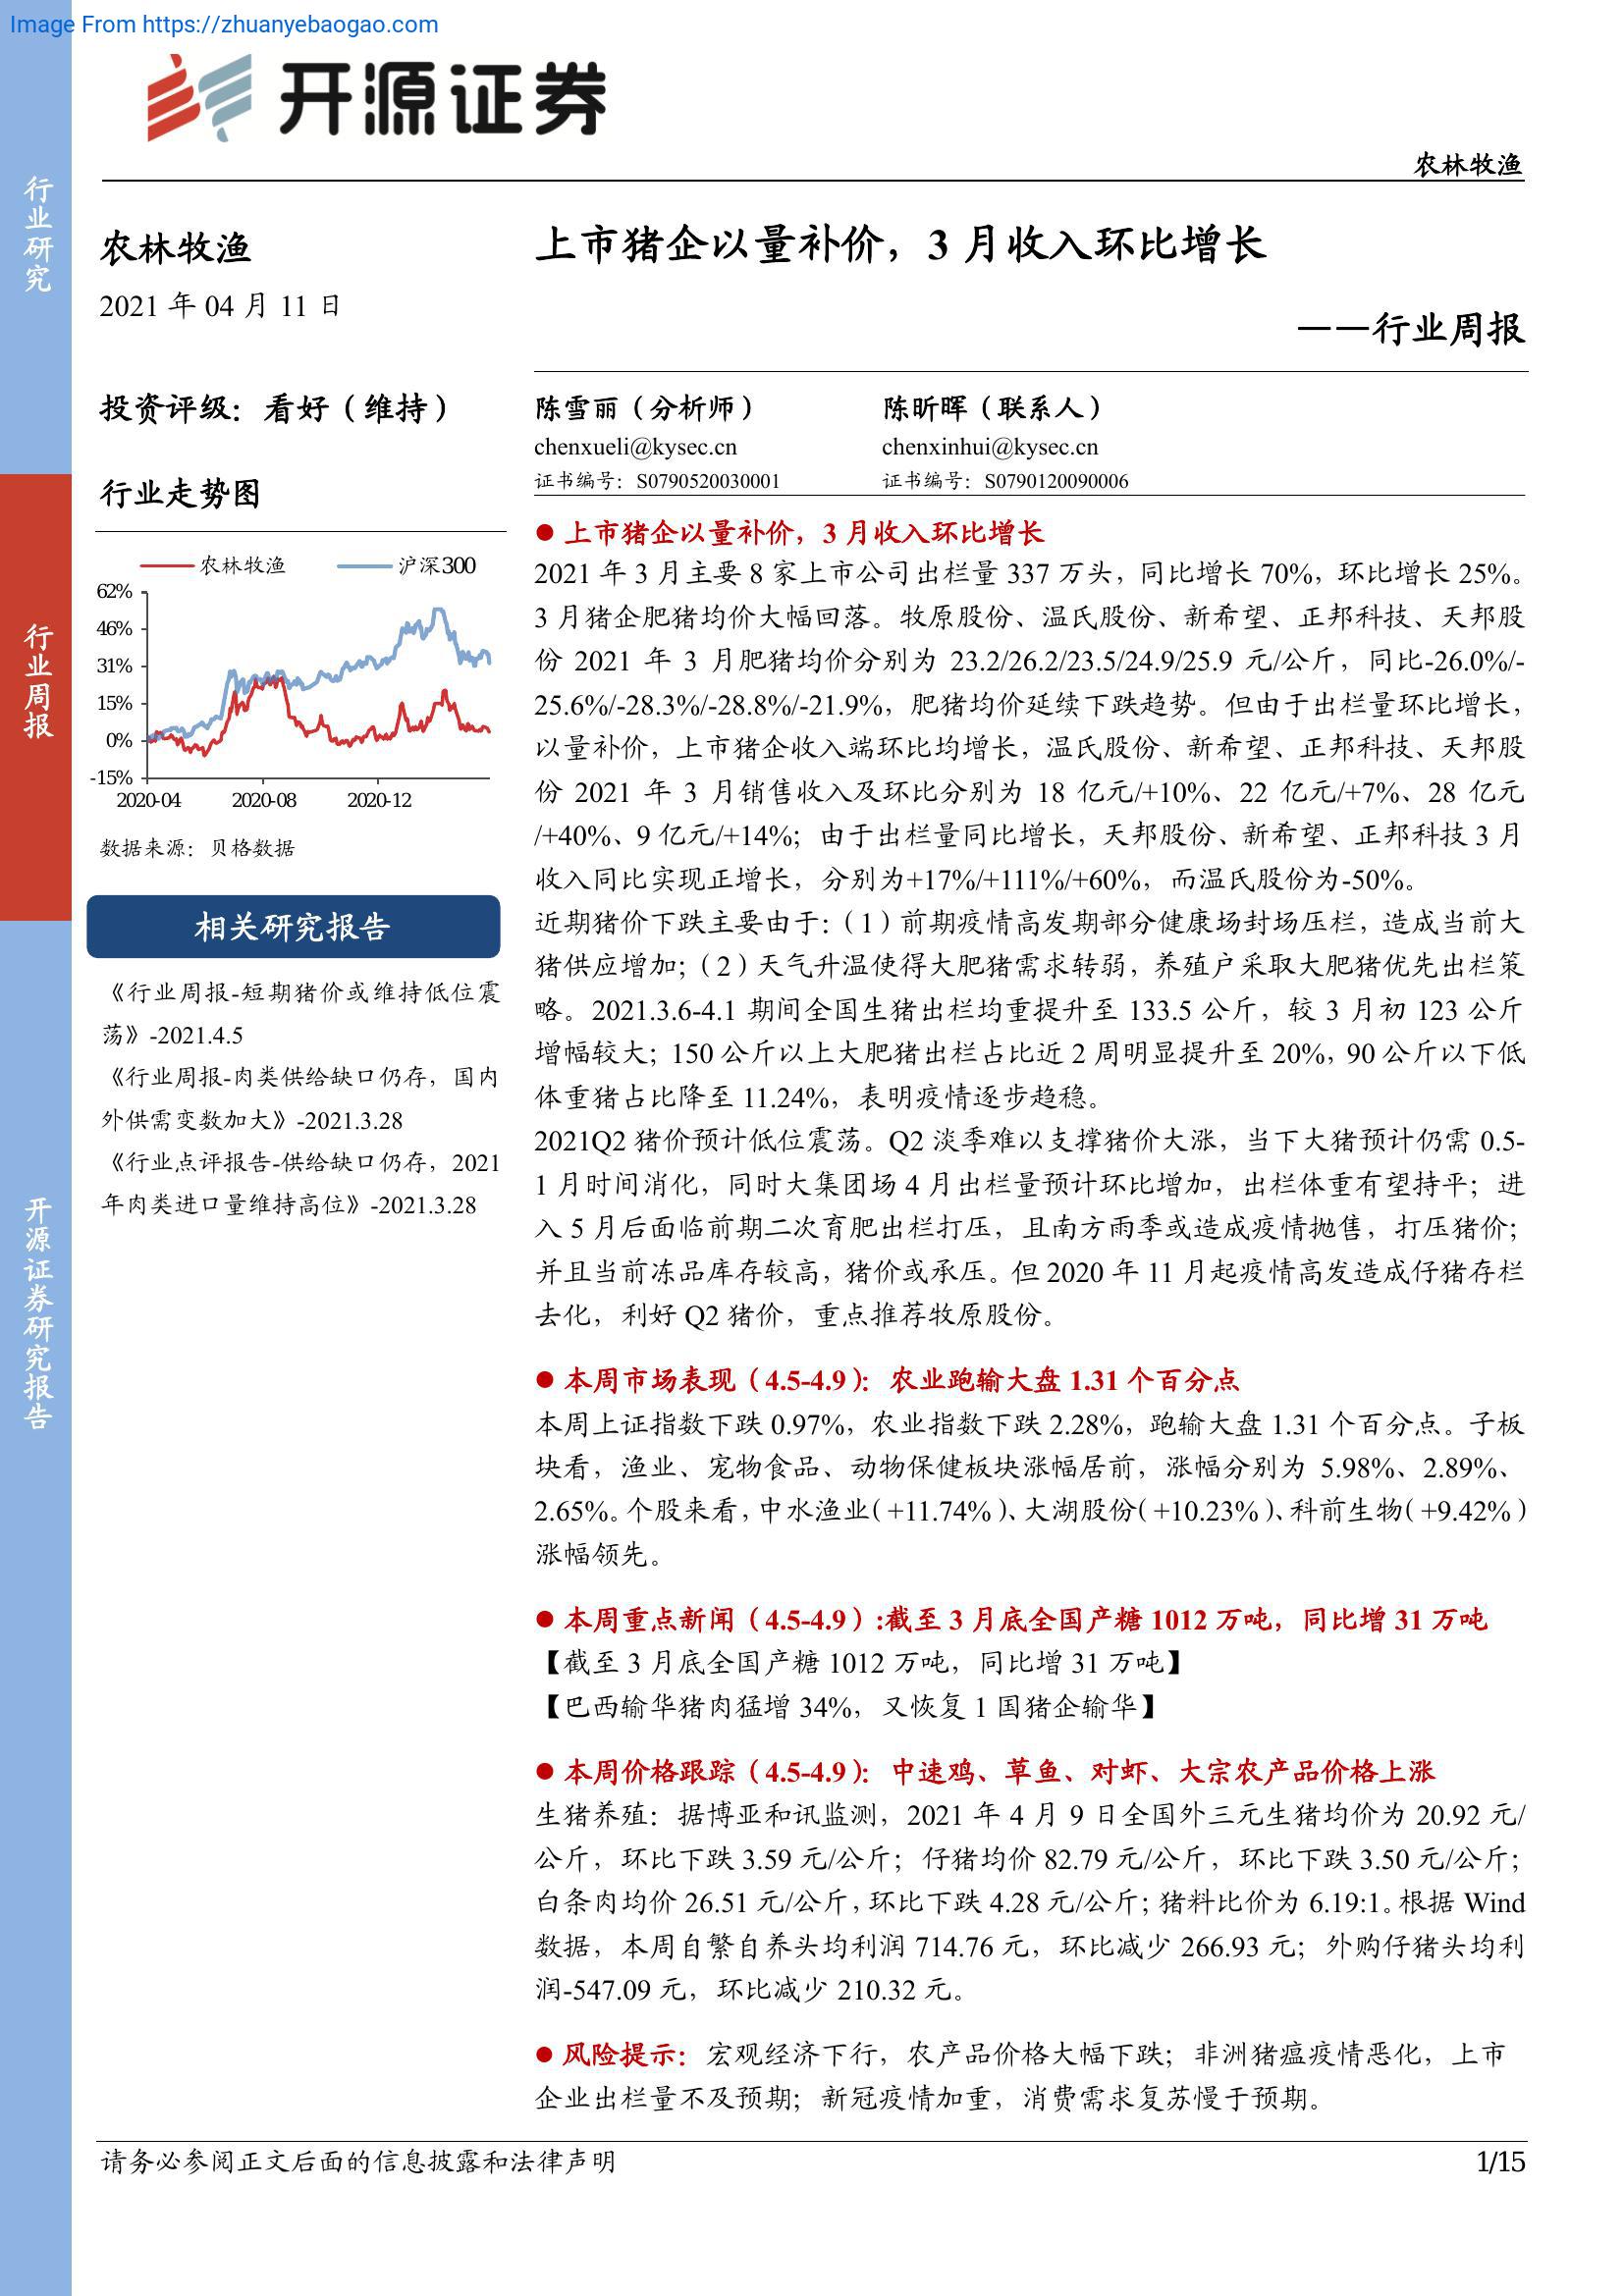 Image From https://zhuanyebaogao.com
开源证券
农林牧渔
行业研究
行业周报
开源证券研究报告
农林牧渔
2021 年 04 月 11 日
投资评级：看好（维持）
行业走势图
农林牧渔
沪深300
62%
46%
31%
15%
0%
-15%
2020-04
2020-08
2020-12
数据来源：贝格数据
相关研究报告
《行业周报-短期猪价或维持低位震
荡》-2021.4.5
《行业周报-肉类供给缺口仍存，国内
外供需变数加大》-2021.3.28
《行业点评报告-供给缺口仍存，2021
年肉类进口量维持高位》-2021.3.28
上市猪企以量补价，3 月收入环比增长
——行业周报
陈雪丽（分析师）
陈昕晖（联系人）
chenxueli@kysec.cn
chenxinhui@kysec.cn
证书编号：S0790520030001
证书编号：S0790120090006
● 上市猪企以量补价，3 月收入环比增长
2021 年 3 月主要 8 家上市公司出栏量 337 万头，同比增长 70%，环比增长 25%。
3 月猪企肥猪均价大幅回落。牧原股份、温氏股份、新希望、正邦科技、天邦股
份 2021 年 3 月肥猪均价分别为 23.2/26.2/23.5/24.9/25.9 元/公斤，同比-26.0%/-
25.6%/-28.3%/-28.8%/-21.9%，肥猪均价延续下跌趋势。但由于出栏量环比增长，
以量补价，上市猪企收入端环比均增长，温氏股份、新希望、正邦科技、天邦股
份 2021 年 3 月销售收入及环比分别为 18 亿元/+10%、22 亿元/+7%、28 亿元
/+40%、9 亿元/+14%；由于出栏量同比增长，天邦股份、新希望、正邦科技 3 月
收入同比实现正增长，分别为+17%/+111%/+60%，而温氏股份为-50%。
近期猪价下跌主要由于：（1）前期疫情高发期部分健康场封场压栏，造成当前大
猪供应增加；（2）天气升温使得大肥猪需求转弱，养殖户采取大肥猪优先出栏策
略。2021.3.6-4.1 期间全国生猪出栏均重提升至 133.5 公斤，较 3 月初 123 公斤
增幅较大；150 公斤以上大肥猪出栏占比近 2 周明显提升至 20%，90 公斤以下低
体重猪占比降至 11.24%，表明疫情逐步趋稳。
2021Q2 猪价预计低位震荡。Q2 淡季难以支撑猪价大涨，当下大猪预计仍需 0.5-
1 月时间消化，同时大集团场 4 月出栏量预计环比增加，出栏体重有望持平；进
入 5 月后面临前期二次育肥出栏打压，且南方雨季或造成疫情抛售，打压猪价；
并且当前冻品库存较高，猪价或承压。但 2020 年 11 月起疫情高发造成仔猪存栏
去化，利好 Q2 猪价，重点推荐牧原股份。
● 本周市场表现（4.5-4.9）：农业跑输大盘 1.31 个百分点
本周上证指数下跌 0.97%，农业指数下跌 2.28%，跑输大盘 1.31 个百分点。子板
块看，渔业、宠物食品、动物保健板块涨幅居前，涨幅分别为 5.98%、2.89%、
2.65%。个股来看，中水渔业（+11.74%）、大湖股份（+10.23%）、科前生物（+9.42%）
涨幅领先。
● 本周重点新闻（4.5-4.9）:截至 3 月底全国产糖 1012 万吨，同比增 31 万吨
【截至 3 月底全国产糖 1012 万吨，同比增 31 万吨】
【巴西输华猪肉猛增 34%，又恢复 1 国猪企输华】
● 本周价格跟踪（4.5-4.9）：中速鸡、草鱼、对虾、大宗农产品价格上涨
生猪养殖：据博亚和讯监测，2021 年 4 月 9 日全国外三元生猪均价为 20.92 元/
公斤，环比下跌 3.59 元/公斤；仔猪均价 82.79 元/公斤，环比下跌 3.50 元/公斤；
白条肉均价 26.51 元/公斤，环比下跌 4.28 元/公斤；猪料比价为 6.19:1。根据 Wind
数据，本周自繁自养头均利润 714.76 元，环比减少 266.93 元；外购仔猪头均利
润-547.09 元，环比减少 210.32 元。
● 风险提示：宏观经济下行，农产品价格大幅下跌；非洲猪瘟疫情恶化，上市
企业出栏量不及预期；新冠疫情加重，消费需求复苏慢于预期。
请务必参阅正文后面的信息披露和法律声明
1/15